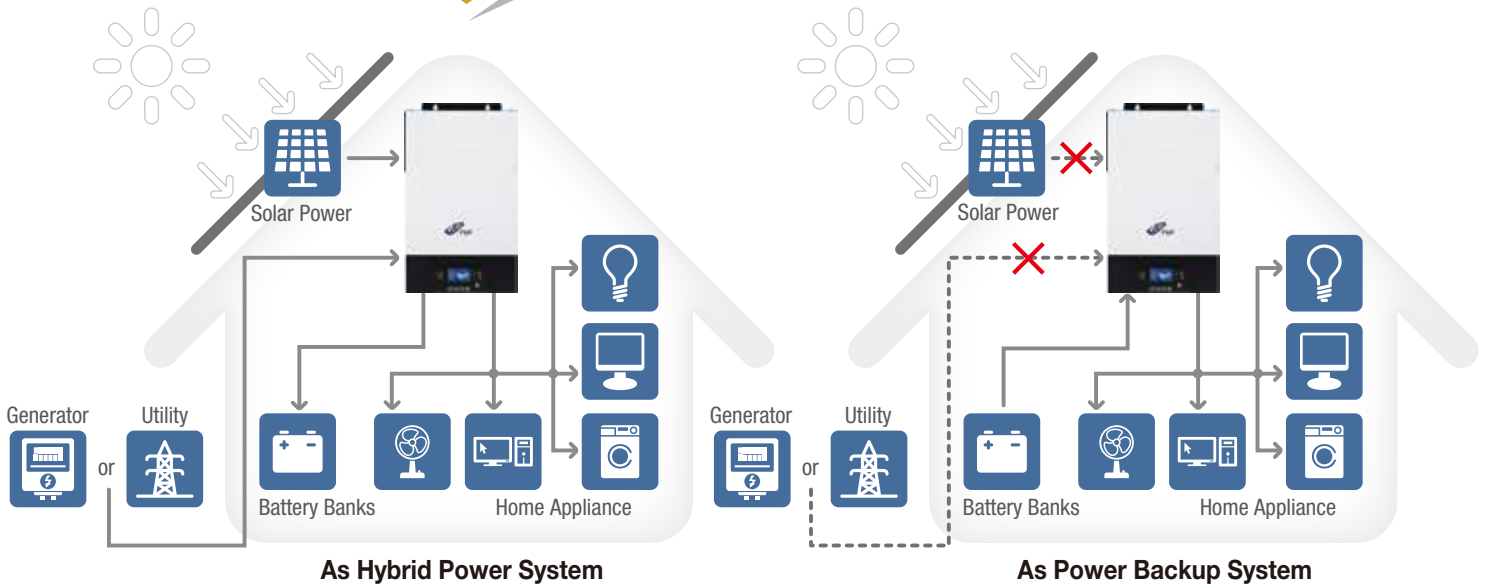 Solar Power
Generator
Utility
or
Battery Banks
Home Appliance
As Hybrid Power System
Solar Power
Generator
Utility
or
Battery Banks
Home Appliance
As Power Backup System